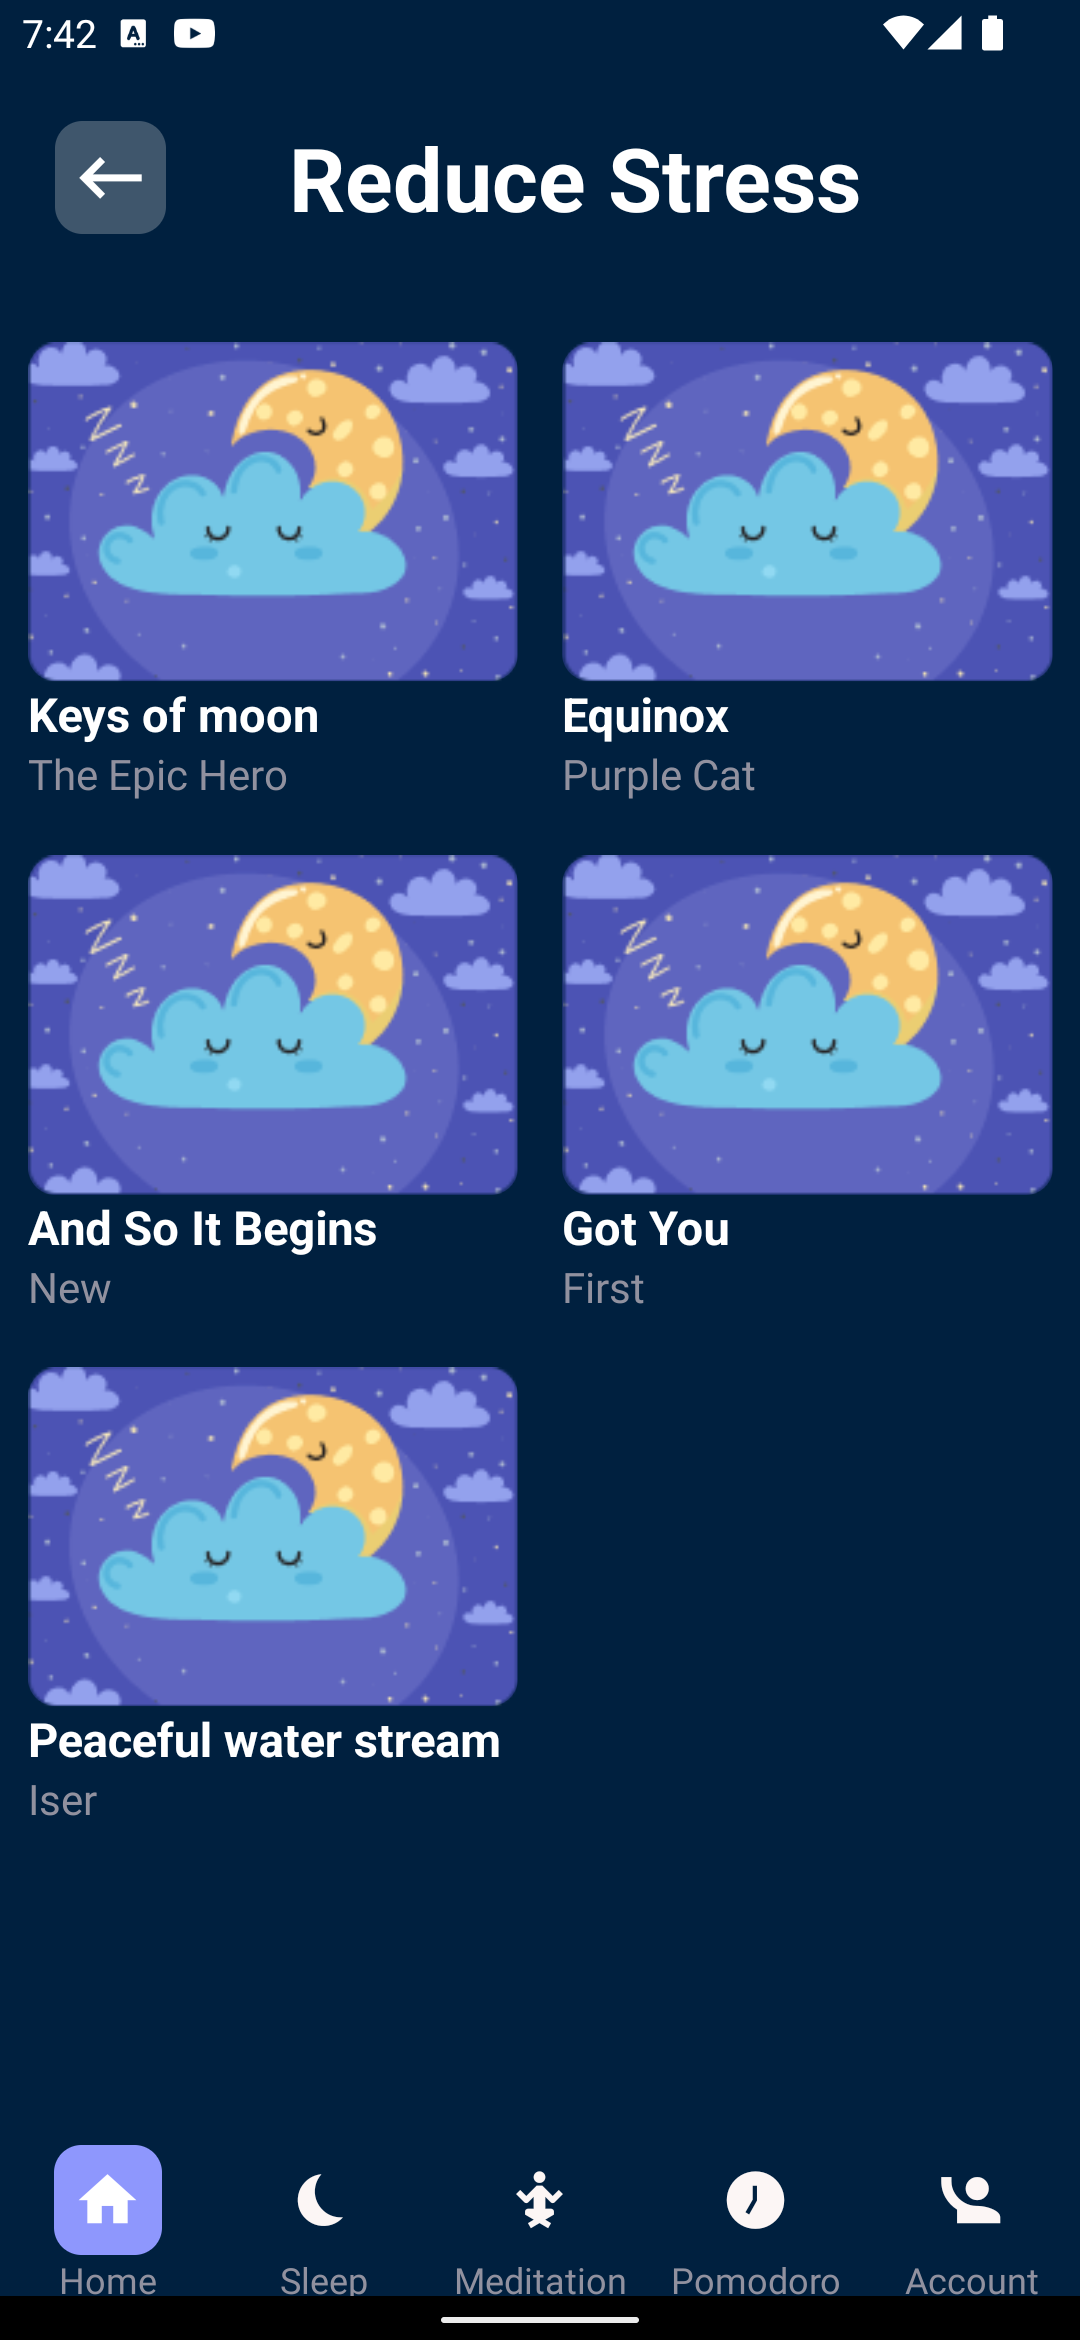 7:42
Reduce Stress
Z
z
z
Z
z
z
Keys of moon
Equinox
The Epic Hero
Purple Cat
Z
z
z
Z
z
z
And So It Begins
Got You
New
First
Z
z
z
Peaceful water stream
Iser
Home
Sleep
Meditation
Pomodoro
Account